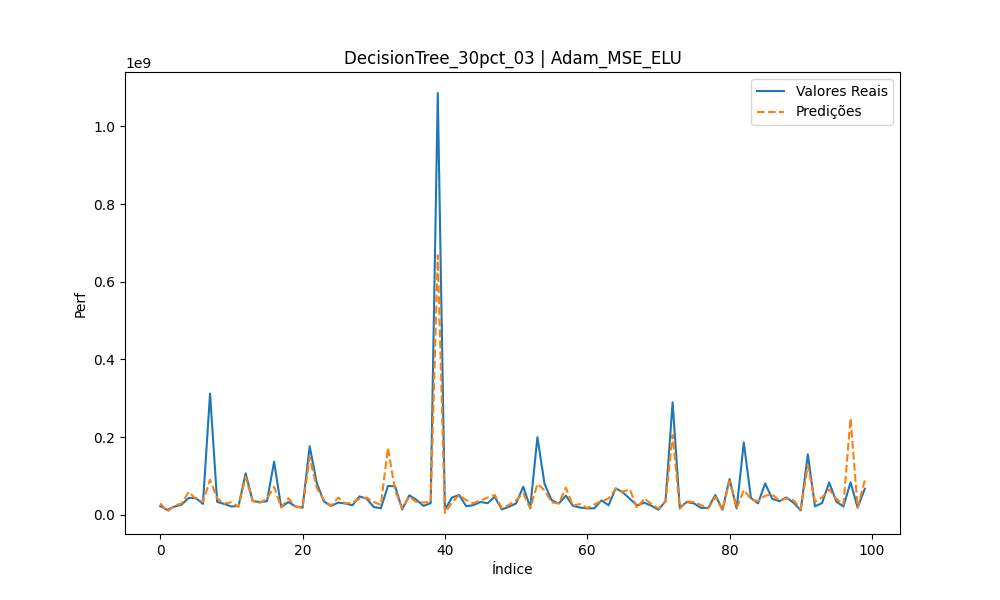 DecisionTree_30pct_03 | Adam_MSE_ELU
1e9
Valores Reais
Predições
1.0
0.8
0.6
0.4
0.2
0.0
Perf
0 20 40 60 80 100
Índice